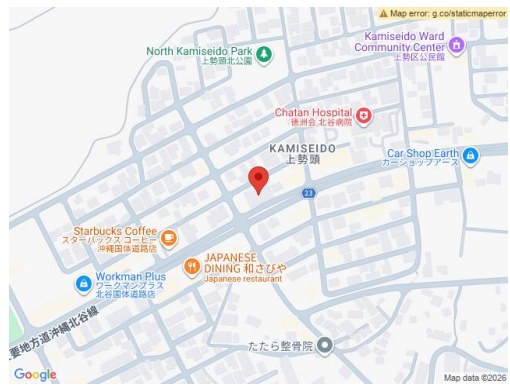 Map error: g.co/staticmaperror
Kamiseido Ward
Community Center
上勢区公民館
North Kamiseido Park
上勢頭北公園
Chatan Hospital
徳洲会 北谷病院
KAMISEIDO
上勢頭
Car Shop Earth
カーショップアース
23
Starbucks Coffee
スターバックス コーヒー
沖縄国体道路店
JAPANESE
DINING 和さびや
Japanese restaurant
Workman Plus
ワークマンプラス
北谷国体道路店
要地方道沖縄北谷線
たたら整骨院
Google
Map data ©2026